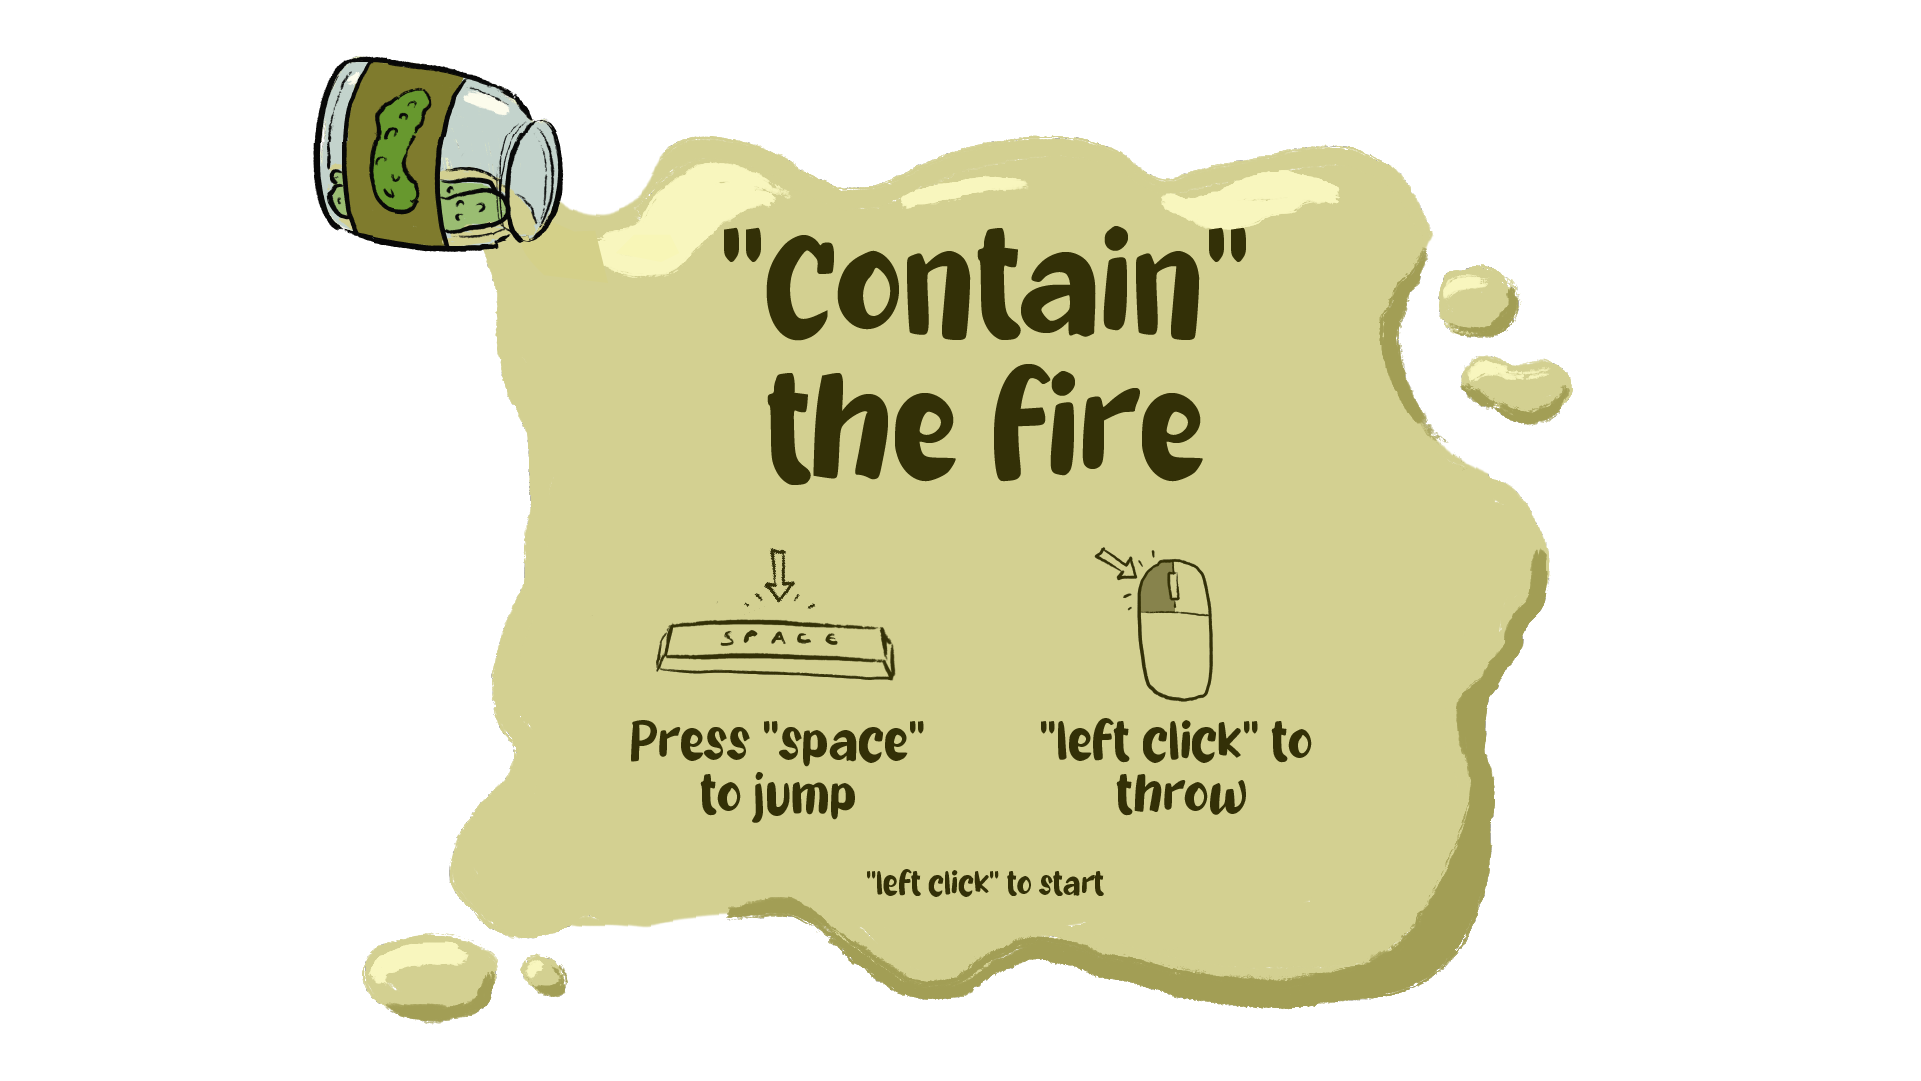 "Contain"
the fire
SPACE
Press "space"
to jump
"left click" to
throw
"left click" to start